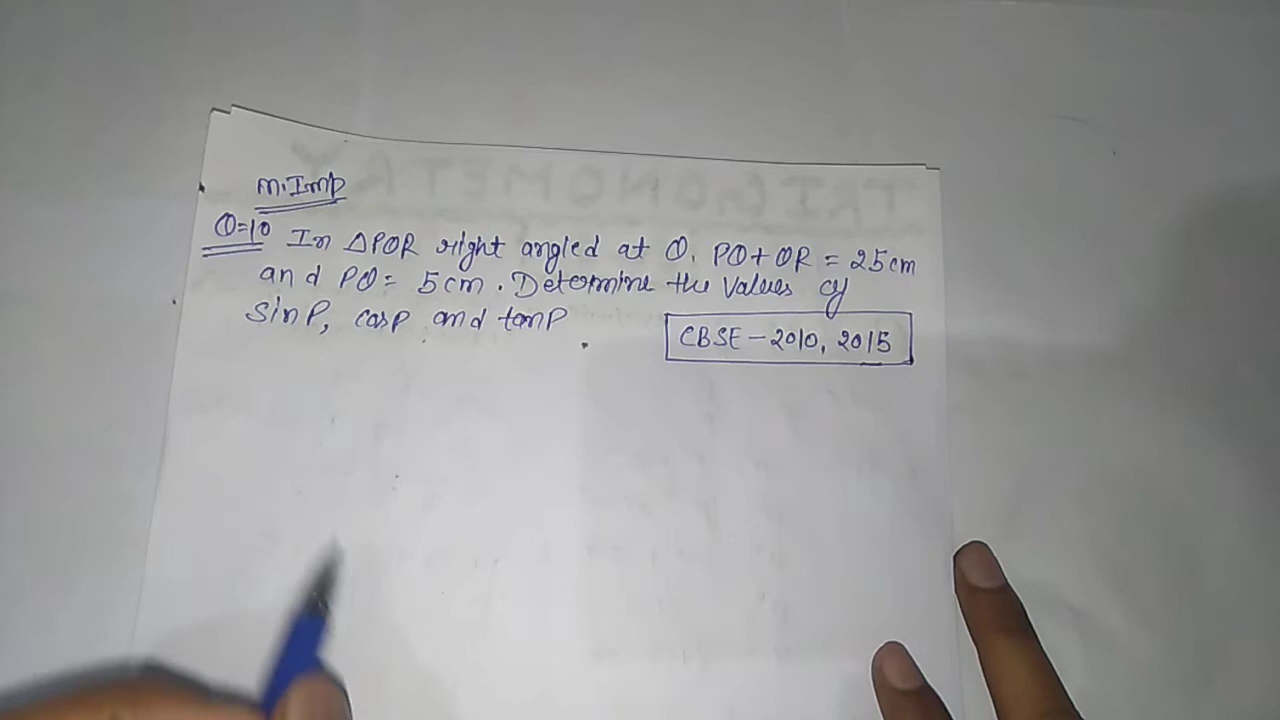 m.Imp
Q=10 In ΔPQR right angled at Q. PQ+QR = 25cm
and PQ = 5cm. Determine the values of
sinP, cosP and tanP
CBSE-2010, 2015
TRIGONOMETRY